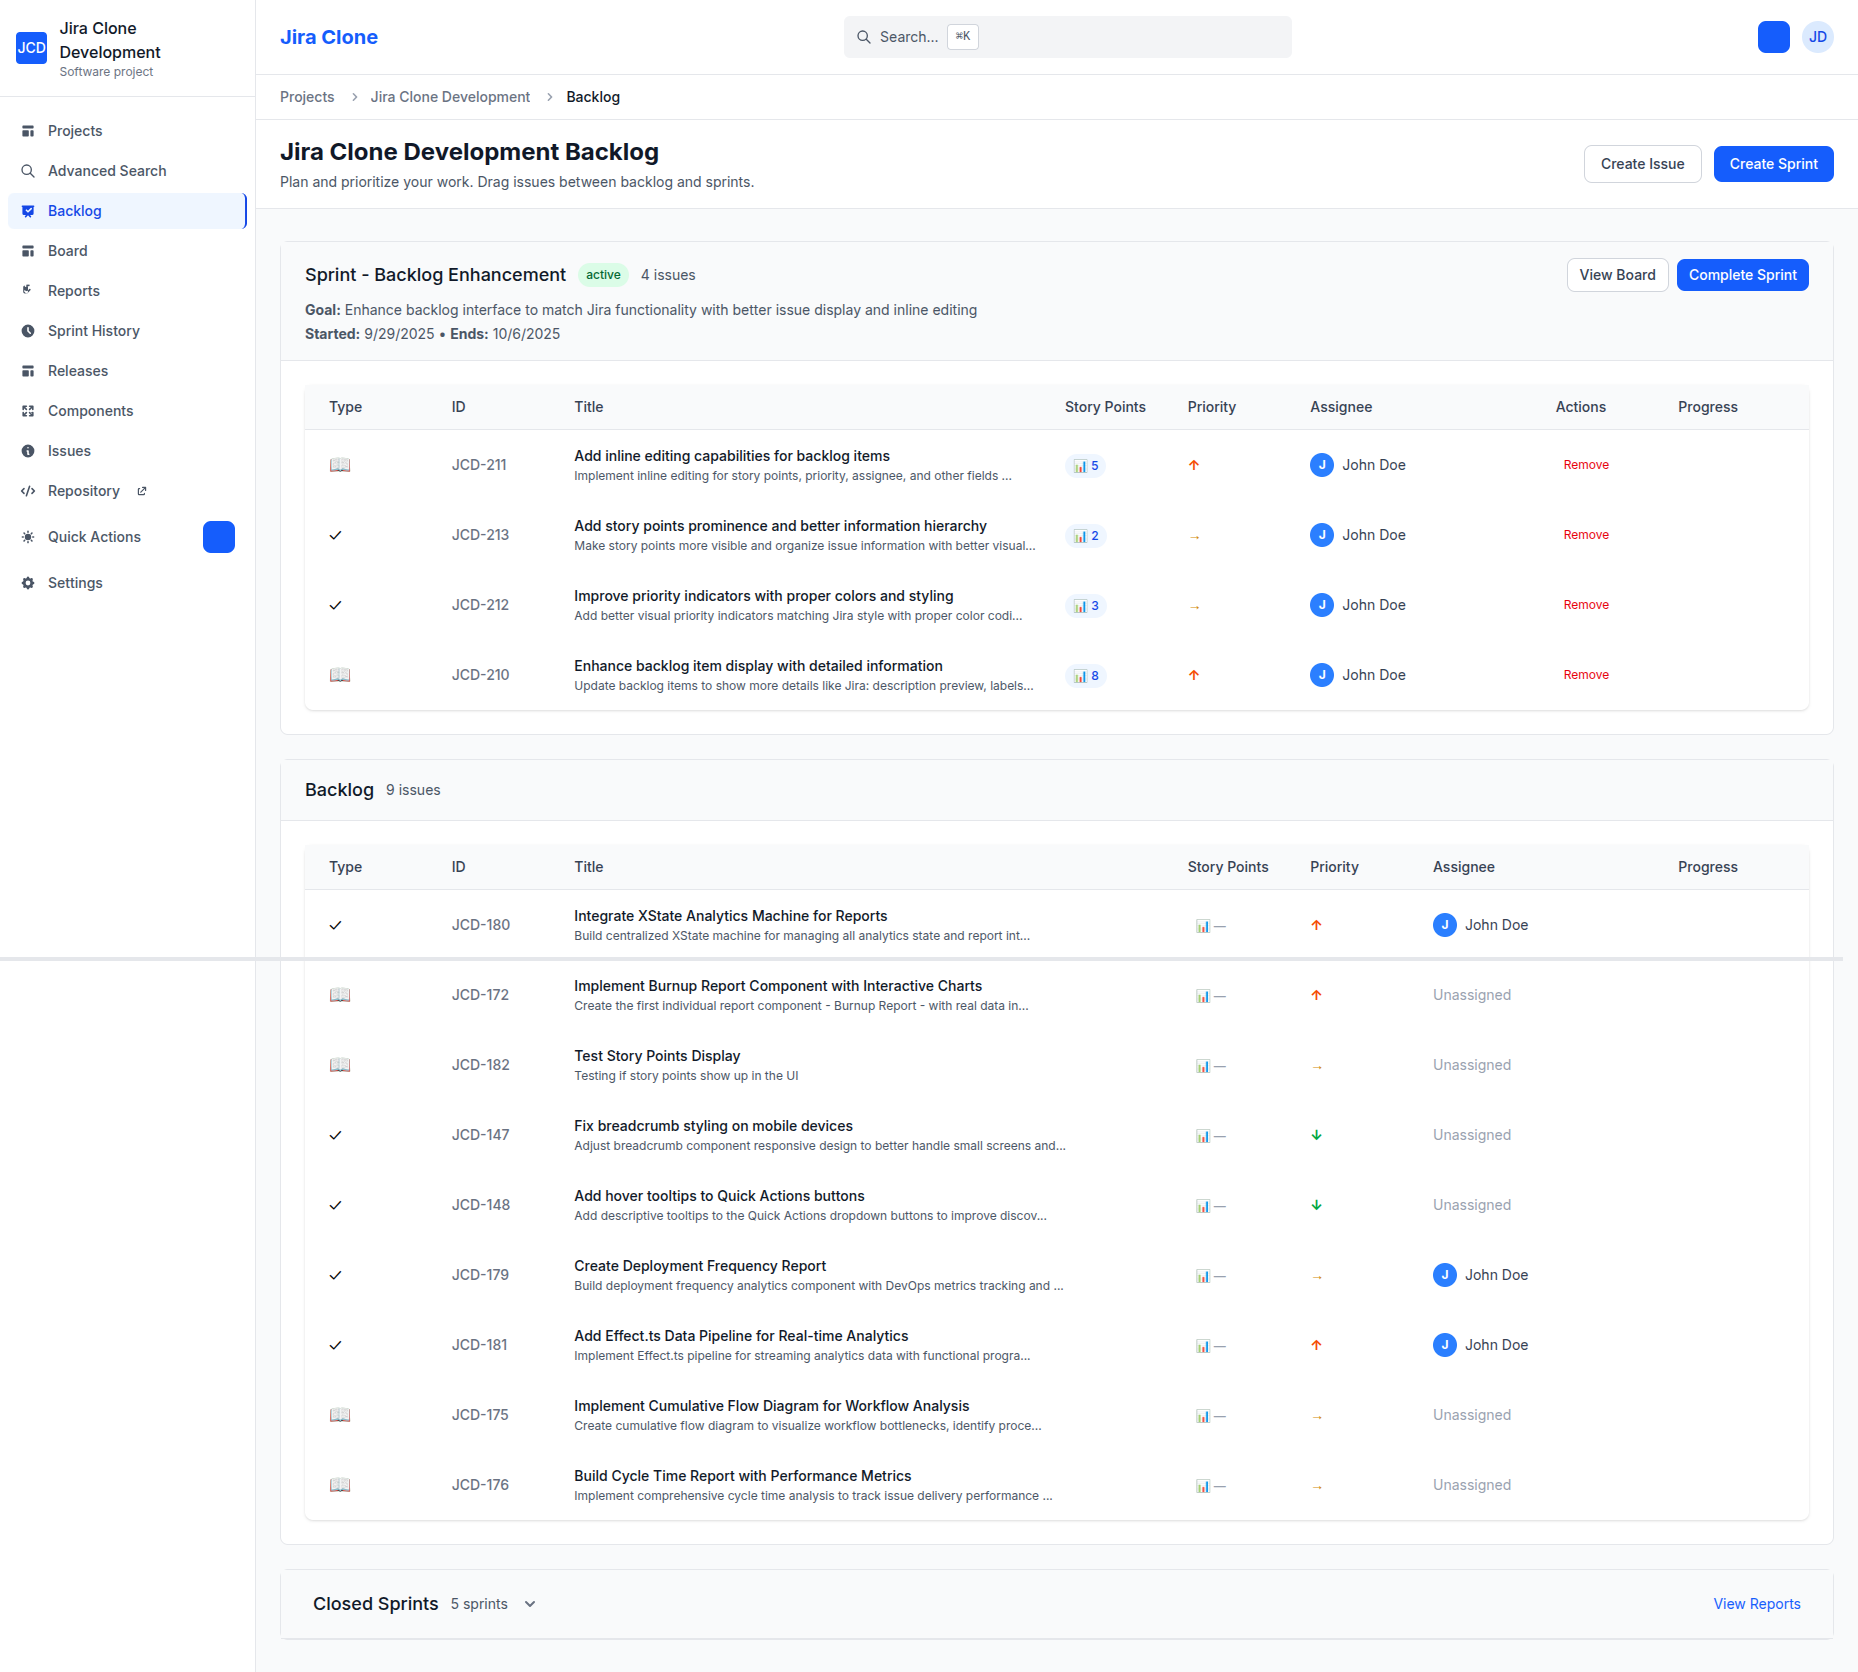 JCD
Jira Clone
Development
Software project
Projects
Advanced Search
Backlog
Board
Reports
Sprint History
Releases
Components
Issues
Repository
Quick Actions
Settings
Jira Clone
Search... ⌘K
JD
Projects > Jira Clone Development > Backlog
Jira Clone Development Backlog
Plan and prioritize your work. Drag issues between backlog and sprints.
Create Issue
Create Sprint
Sprint - Backlog Enhancement active 4 issues
View Board
Complete Sprint
Goal: Enhance backlog interface to match Jira functionality with better issue display and inline editing
Started: 9/29/2025 • Ends: 10/6/2025
Type ID Title Story Points Priority Assignee Actions Progress
JCD-211 Add inline editing capabilities for backlog items 5 ↑ J John Doe Remove
Implement inline editing for story points, priority, assignee, and other fields ...
JCD-213 Add story points prominence and better information hierarchy 2 → J John Doe Remove
Make story points more visible and organize issue information with better visual...
JCD-212 Improve priority indicators with proper colors and styling 3 → J John Doe Remove
Add better visual priority indicators matching Jira style with proper color codi...
JCD-210 Enhance backlog item display with detailed information 8 ↑ J John Doe Remove
Update backlog items to show more details like Jira: description preview, labels...
Backlog 9 issues
Type ID Title Story Points Priority Assignee Progress
JCD-180 Integrate XState Analytics Machine for Reports — ↑ J John Doe
Build centralized XState machine for managing all analytics state and report int...
JCD-172 Implement Burnup Report Component with Interactive Charts — ↑ Unassigned
Create the first individual report component - Burnup Report - with real data in...
JCD-182 Test Story Points Display — → Unassigned
Testing if story points show up in the UI
JCD-147 Fix breadcrumb styling on mobile devices — ↓ Unassigned
Adjust breadcrumb component responsive design to better handle small screens and...
JCD-148 Add hover tooltips to Quick Actions buttons — ↓ Unassigned
Add descriptive tooltips to the Quick Actions dropdown buttons to improve discov...
JCD-179 Create Deployment Frequency Report — → J John Doe
Build deployment frequency analytics component with DevOps metrics tracking and ...
JCD-181 Add Effect.ts Data Pipeline for Real-time Analytics — ↑ J John Doe
Implement Effect.ts pipeline for streaming analytics data with functional progra...
JCD-175 Implement Cumulative Flow Diagram for Workflow Analysis — → Unassigned
Create cumulative flow diagram to visualize workflow bottlenecks, identify proce...
JCD-176 Build Cycle Time Report with Performance Metrics — → Unassigned
Implement comprehensive cycle time analysis to track issue delivery performance ...
Closed Sprints 5 sprints
View Reports